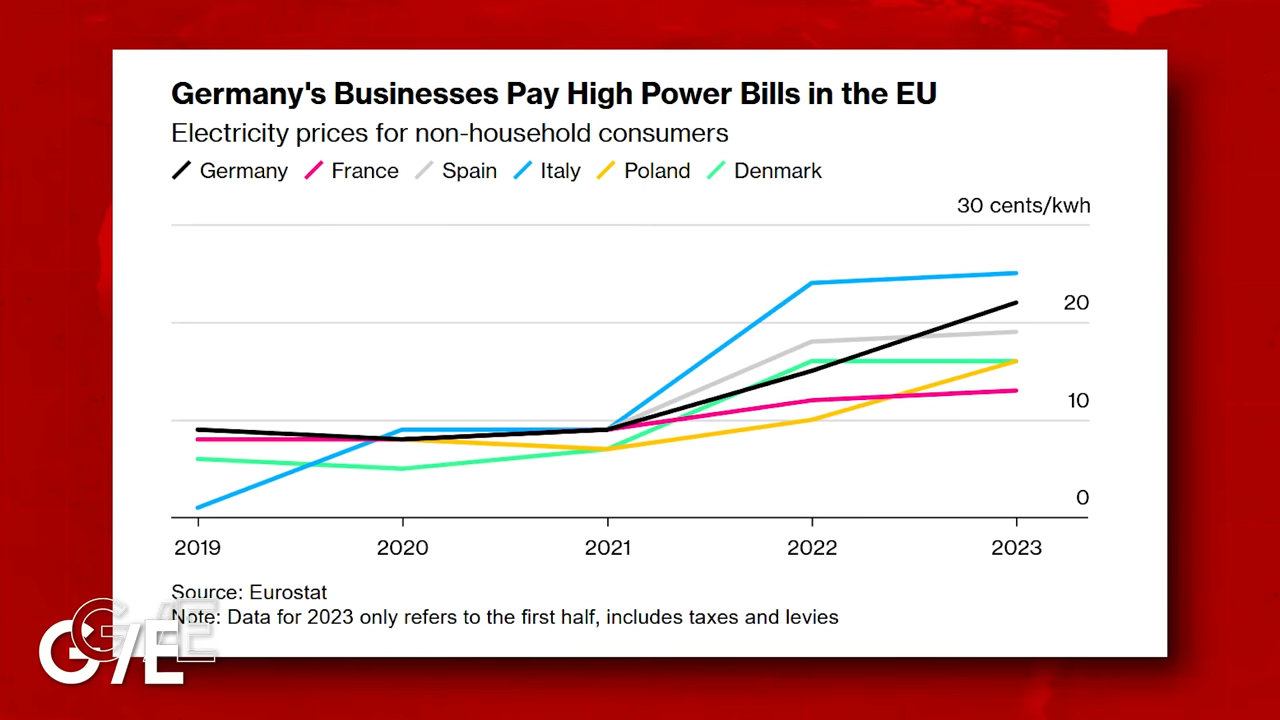 Germany's Businesses Pay High Power Bills in the EU
Electricity prices for non-household consumers
Germany France Spain Italy Poland Denmark
30 cents/kwh
20
10
0
2019 2020 2021 2022 2023
Source: Eurostat
Note: Data for 2023 only refers to the first half, includes taxes and levies
G/E
G/E